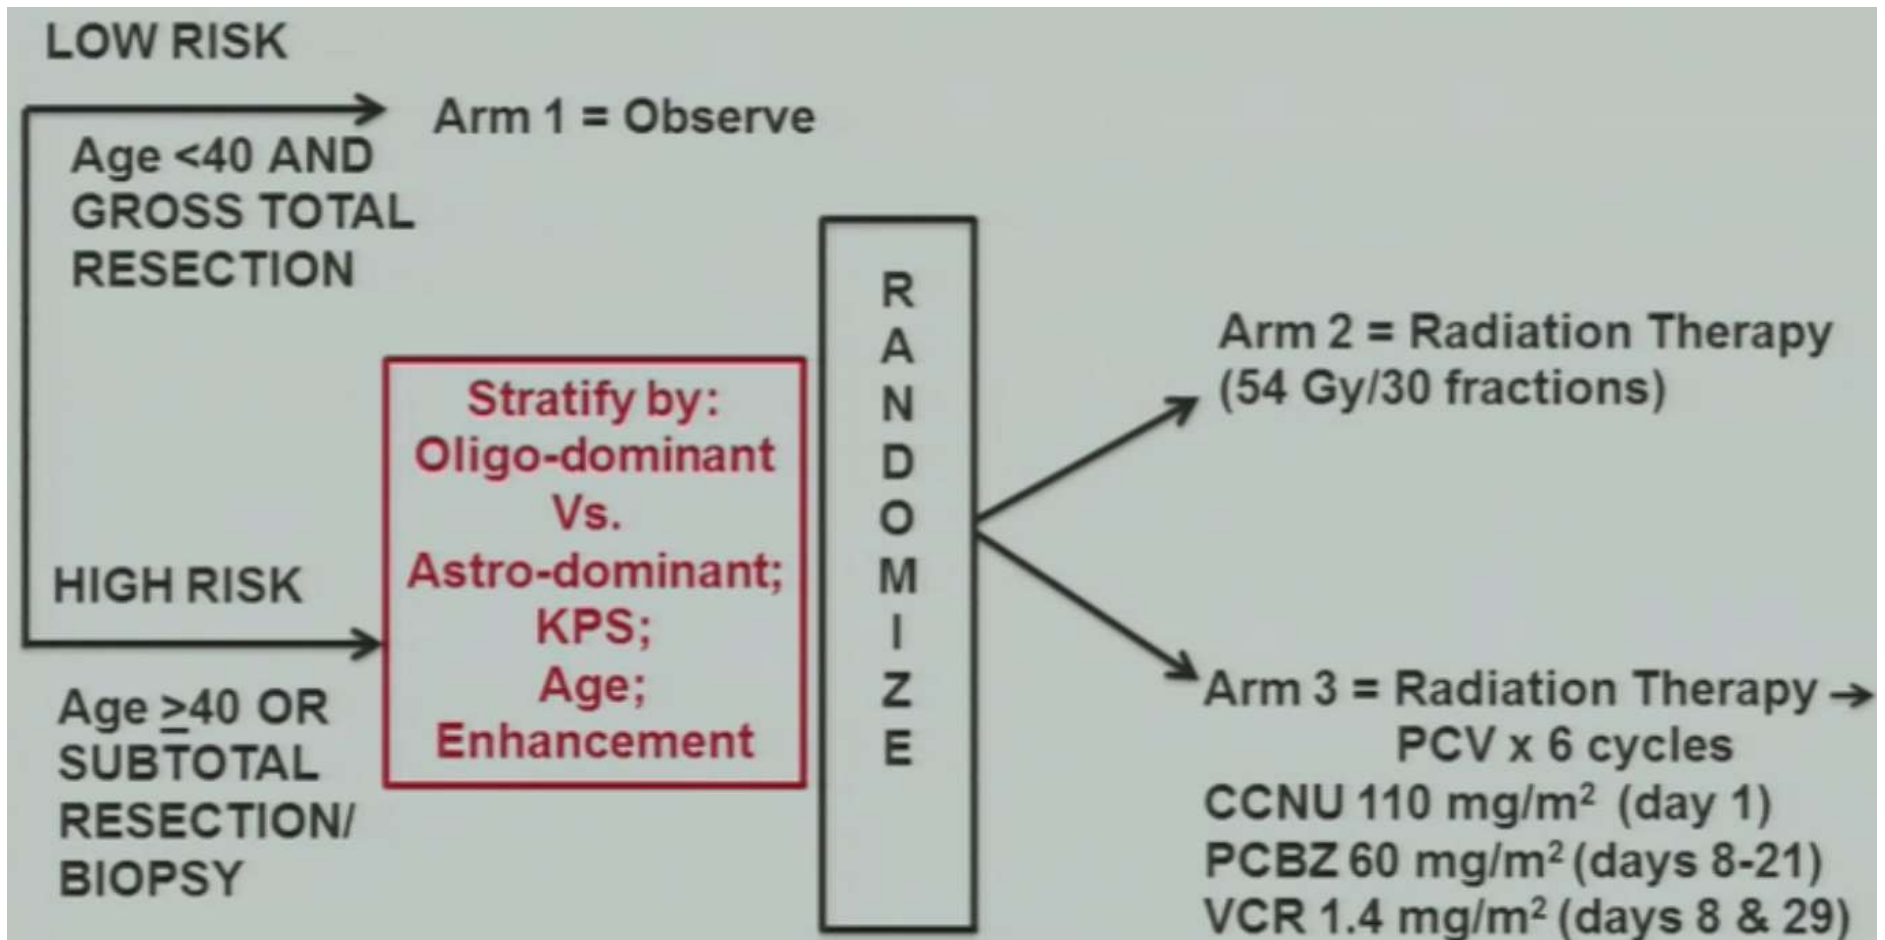 LOW RISK
Arm 1 = Observe
Age <40 AND
GROSS TOTAL
RESECTION
HIGH RISK
Age ≥40 OR
SUBTOTAL
RESECTION/
BIOPSY
Stratify by:
Oligo-dominant
Vs.
Astro-dominant;
KPS;
Age;
Enhancement
R
A
N
D
O
M
I
Z
E
Arm 2 = Radiation Therapy
(54 Gy/30 fractions)
Arm 3 = Radiation Therapy →
PCV x 6 cycles
CCNU 110 mg/m² (day 1)
PCBZ 60 mg/m² (days 8-21)
VCR 1.4 mg/m² (days 8 & 29)